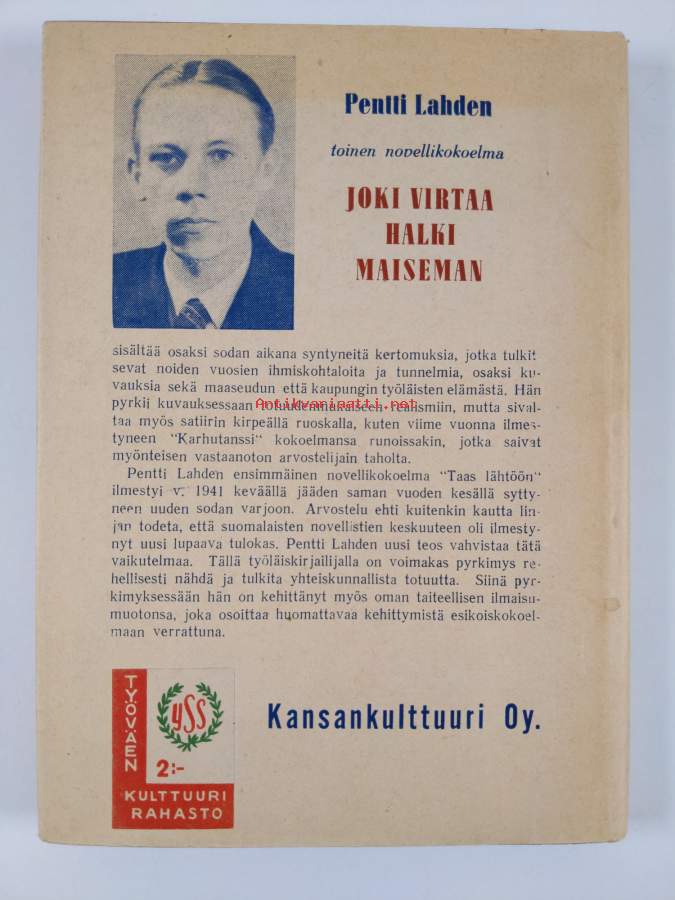 Pentti Lahden
toinen novellikokoelma
JOKI VIRTAA
HALKI
MAISEMAN
sisältää osaksi sodan aikana syntyneitä kertomuksia, jotka tulkit
sevat noiden vuosien ihmiskohtaloita ja tunnelmia, osaksi ku-
vauksia sekä maaseudun että kaupungin työläisten elämästä. Hän
pyrkii kuvauksessaan totuudenmukaiseen realismiin, mutta sival-
Antikvariaatti.net
taa myös satiirin kirpeällä ruoskalla, kuten viime vuonna ilmes-
tyneen "Karhutanssi" kokoelmansa runoissakin, jotka saivat
myönteisen vastaanoton arvostelijain taholta.
Pentti Lahden ensimmäinen novellikokoelma "Taas lähtöön"
ilmestyi v. 1941 keväällä jääden saman vuoden kesällä sytty-
neen uuden sodan varjoon. Arvostelu ehti kuitenkin kautta lin-
jan todeta, että suomalaisten novellistien keskuuteen oli ilmesty-
nyt uusi lupaava tulokas. Pentti Lahden uusi teos vahvistaa tätä
vaikutelmaa. Tällä työläiskirjailijalla on voimakas pyrkimys re-
hellisesti nähdä ja tulkita yhteiskunnallista totuutta. Siinä pyr-
kimyksessään hän on kehittänyt myös oman taiteellisen ilmaisu-
muotonsa, joka osoittaa huomattavaa kehittymistä esikoiskokoel-
maan verrattuna.
TYÖVÄEN
ySS
2:-
KULTTUURI
RAHASTO
Kansankulttuuri Oy.